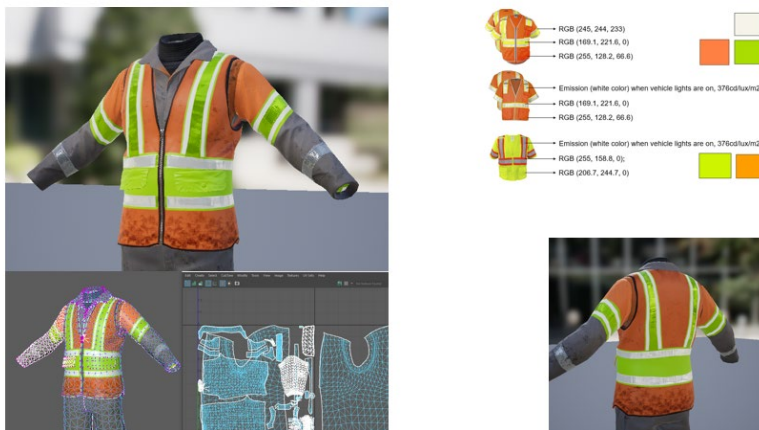 RGB (245, 244, 233)
RGB (169.1, 221.6, 0)
RGB (255, 128.2, 66.6)
Emission (white color) when vehicle lights are on, 376cd/lux/m2
RGB (169.1, 221.6, 0)
RGB (255, 128.2, 66.6)
Emission (white color) when vehicle lights are on, 376cd/lux/m2
RGB (255, 158.8, 0);
RGB (206.7, 244.7, 0)